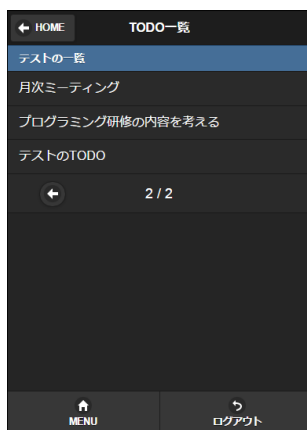 HOME TODO一覧
テストの一覧
月次ミーティング
プログラミング研修の内容を考える
テストのTODO
2 / 2
MENU ログアウト